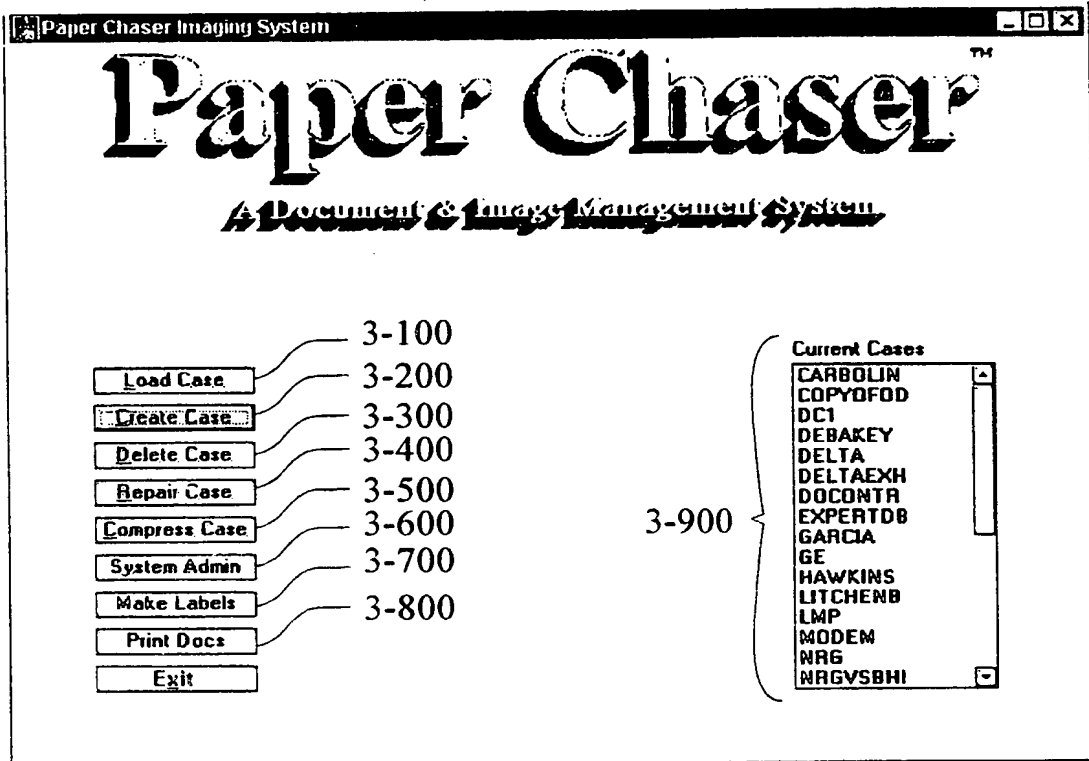 Paper Chaser Imaging System
Paper Chaser™
A Document & Image Management System
3-100
Load Case
3-200
Create Case
3-300
Delete Case
3-400
Repair Case
3-500
Compress Case
3-600
System Admin
3-700
Make Labels
3-800
Print Docs
Exit
3-900
Current Cases
CARBOLIN
COPYOFOD
DC1
DEBAKEY
DELTA
DELTAEXH
DOCONTR
EXPERTDB
GARCIA
GE
HAWKINS
LITCHENB
LMP
MODEM
NRG
NRGVSBHI